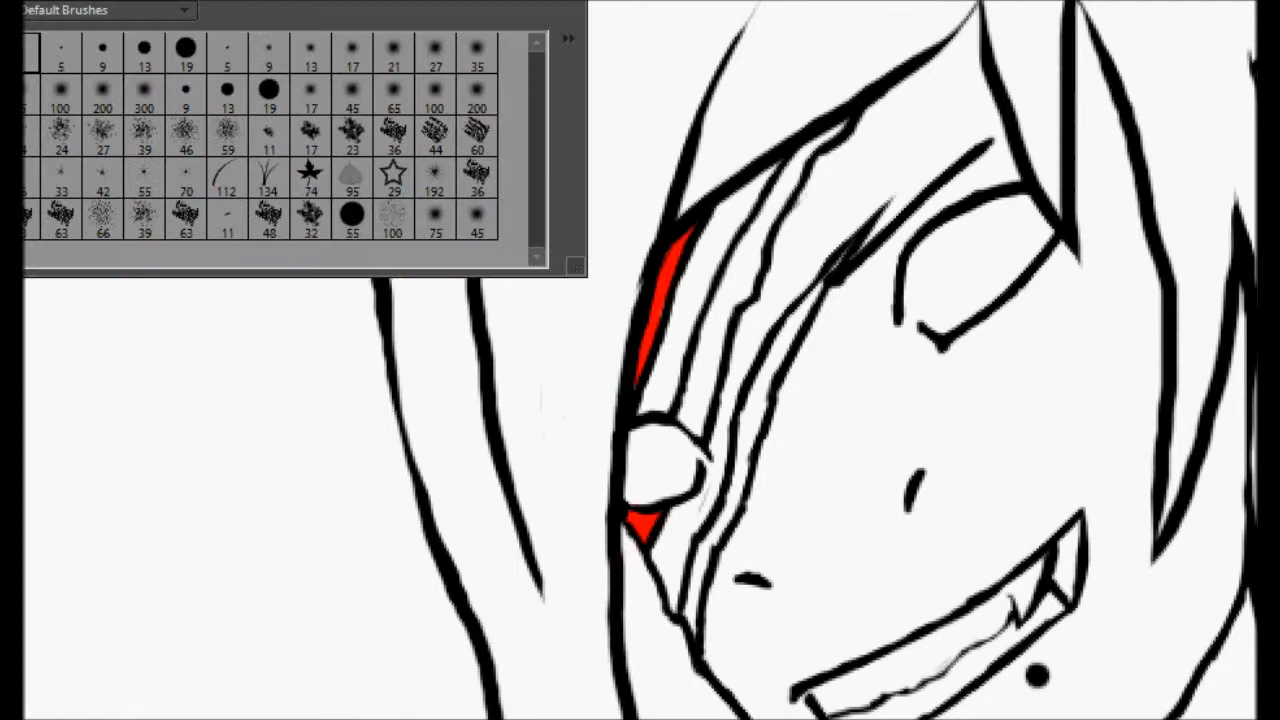 Default Brushes
5 9 13 19 5 9 13 17 21 27 35
100 200 300 9 13 19 17 45 65 100 200
24 27 39 46 59 11 17 23 36 44 60
33 42 55 70 112 134 74 95 29 192 36
63 66 39 63 11 48 32 55 100 75 45